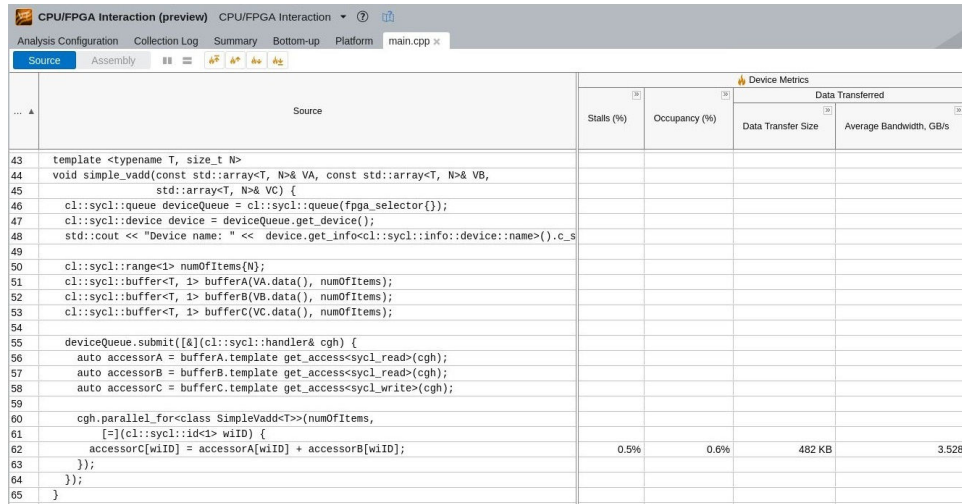 CPU/FPGA Interaction (preview) CPU/FPGA Interaction
Analysis Configuration Collection Log Summary Bottom-up Platform main.cpp ×
Source Assembly
Device Metrics
... ▲ Source Stalls (%) Occupancy (%) Data Transferred
Data Transfer Size Average Bandwidth, GB/s
43 template <typename T, size_t N>
44 void simple_vadd(const std::array<T, N>& VA, const std::array<T, N>& VB,
45 std::array<T, N>& VC) {
46 cl::sycl::queue deviceQueue = cl::sycl::queue(fpga_selector{});
47 cl::sycl::device device = deviceQueue.get_device();
48 std::cout << "Device name: " << device.get_info<cl::sycl::info::device::name>().c_s
49
50 cl::sycl::range<1> numOfItems{N};
51 cl::sycl::buffer<T, 1> bufferA(VA.data(), numOfItems);
52 cl::sycl::buffer<T, 1> bufferB(VB.data(), numOfItems);
53 cl::sycl::buffer<T, 1> bufferC(VC.data(), numOfItems);
54
55 deviceQueue.submit([&](cl::sycl::handler& cgh) {
56 auto accessorA = bufferA.template get_access<sycl_read>(cgh);
57 auto accessorB = bufferB.template get_access<sycl_read>(cgh);
58 auto accessorC = bufferC.template get_access<sycl_write>(cgh);
59
60 cgh.parallel_for<class SimpleVadd<T>>(numOfItems,
61 [=](cl::sycl::id<1> wiID) {
62 accessorC[wiID] = accessorA[wiID] + accessorB[wiID]; 0.5% 0.6% 482 KB 3.528
63 });
64 });
65 }